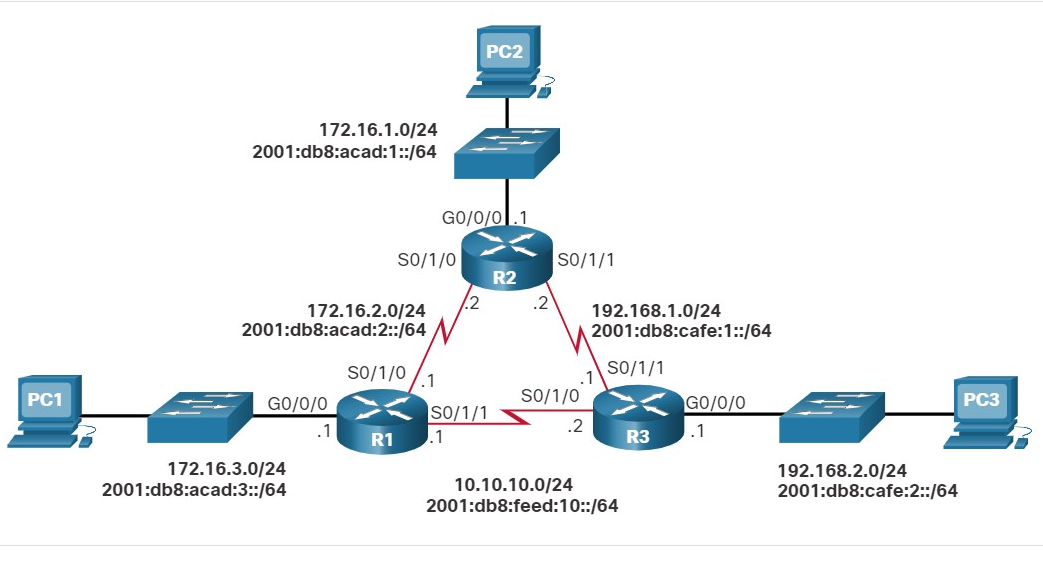 PC2
172.16.1.0/24
2001:db8:acad:1::/64
G0/0/0 .1
S0/1/0
S0/1/1
R2
.2
.2
172.16.2.0/24
2001:db8:acad:2::/64
192.168.1.0/24
2001:db8:cafe:1::/64
S0/1/0
.1
S0/1/1
.1
PC1
G0/0/0
.1
R1
S0/1/1
.1
S0/1/0
.2
R3
G0/0/0
.1
PC3
172.16.3.0/24
2001:db8:acad:3::/64
10.10.10.0/24
2001:db8:feed:10::/64
192.168.2.0/24
2001:db8:cafe:2::/64